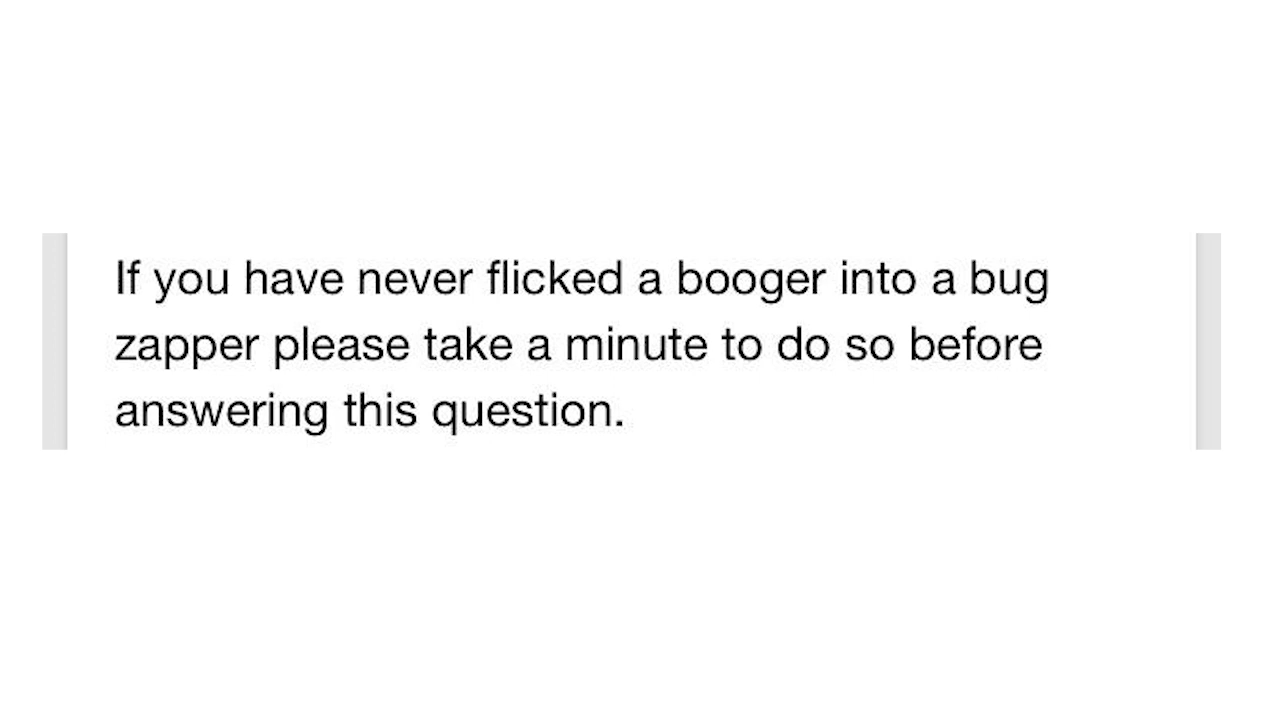 If you have never flicked a booger into a bug
zapper please take a minute to do so before
answering this question.